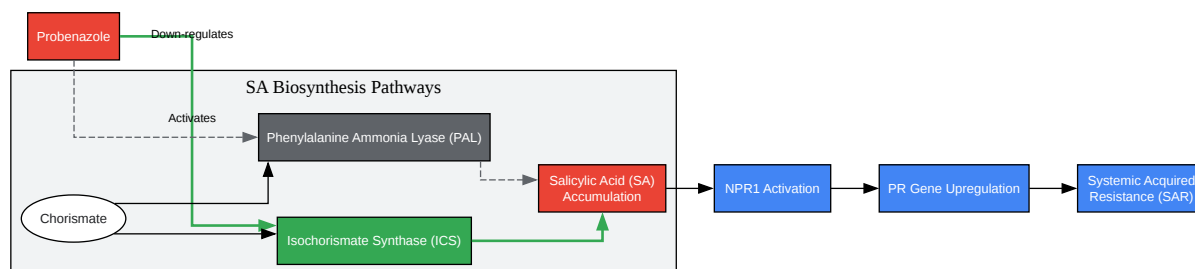 Probenazole
Down-regulates
SA Biosynthesis Pathways
Activates
Phenylalanine Ammonia Lyase (PAL)
Salicylic Acid (SA)
Accumulation
NPR1 Activation
PR Gene Upregulation
Systemic Acquired
Resistance (SAR)
Chorismate
Isochorismate Synthase (ICS)